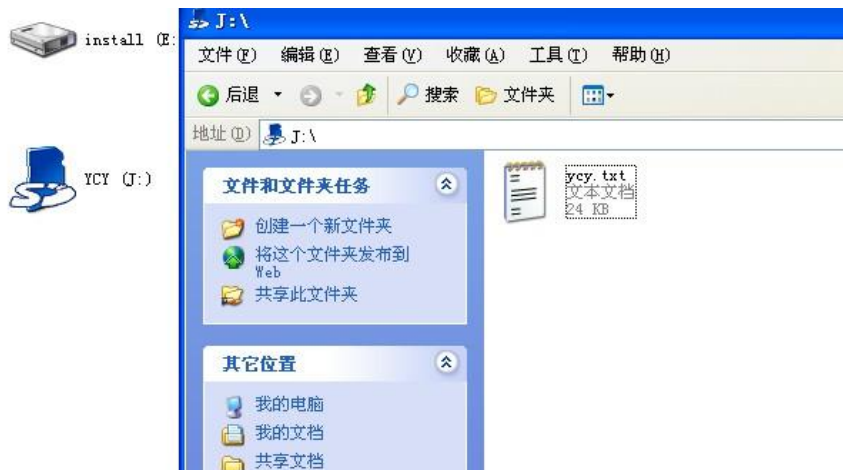 install (E:
YCY (J:)
J:\
文件(F) 编辑(E) 查看(V) 收藏(A) 工具(T) 帮助(H)
后退 搜索 文件夹
地址(D) J:\
文件和文件夹任务
创建一个新文件夹
将这个文件夹发布到
Web
共享此文件夹
其它位置
我的电脑
我的文档
共享文档
ycy.txt
文本文档
24 KB